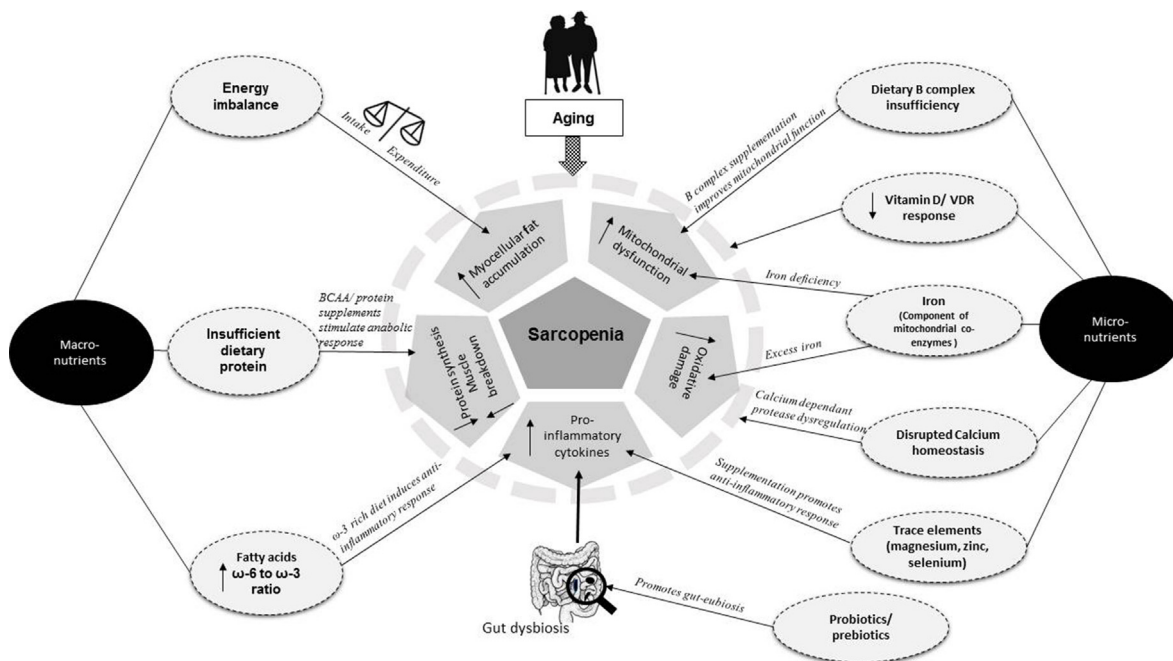 Aging
Energy
imbalance
Intake
Expenditure
Dietary B complex
insufficiency
B complex supplementation
improves mitochondrial function
Vitamin D/ VDR
response
Myocellular fat
accumulation
Mitochondrial
dysfunction
Iron deficiency
Iron
(Component of
mitochondrial co-
enzymes )
Excess iron
Macro-
nutrients
Insufficient
dietary
protein
BCAA/ protein
supplements
stimulate anabolic
response
Protein synthesis
Muscle
breakdown
Sarcopenia
Oxidative
damage
Micro-
nutrients
Calcium dependant
protease dysregulation
Disrupted Calcium
homeostasis
Pro-
inflammatory
cytokines
Supplementation promotes
anti-inflammatory response
Trace elements
(magnesium, zinc,
selenium)
Fatty acids
ω-6 to ω-3
ratio
ω-3 rich diet induces anti-
inflammatory response
Gut dysbiosis
Promotes gut-eubiosis
Probiotics/
prebiotics